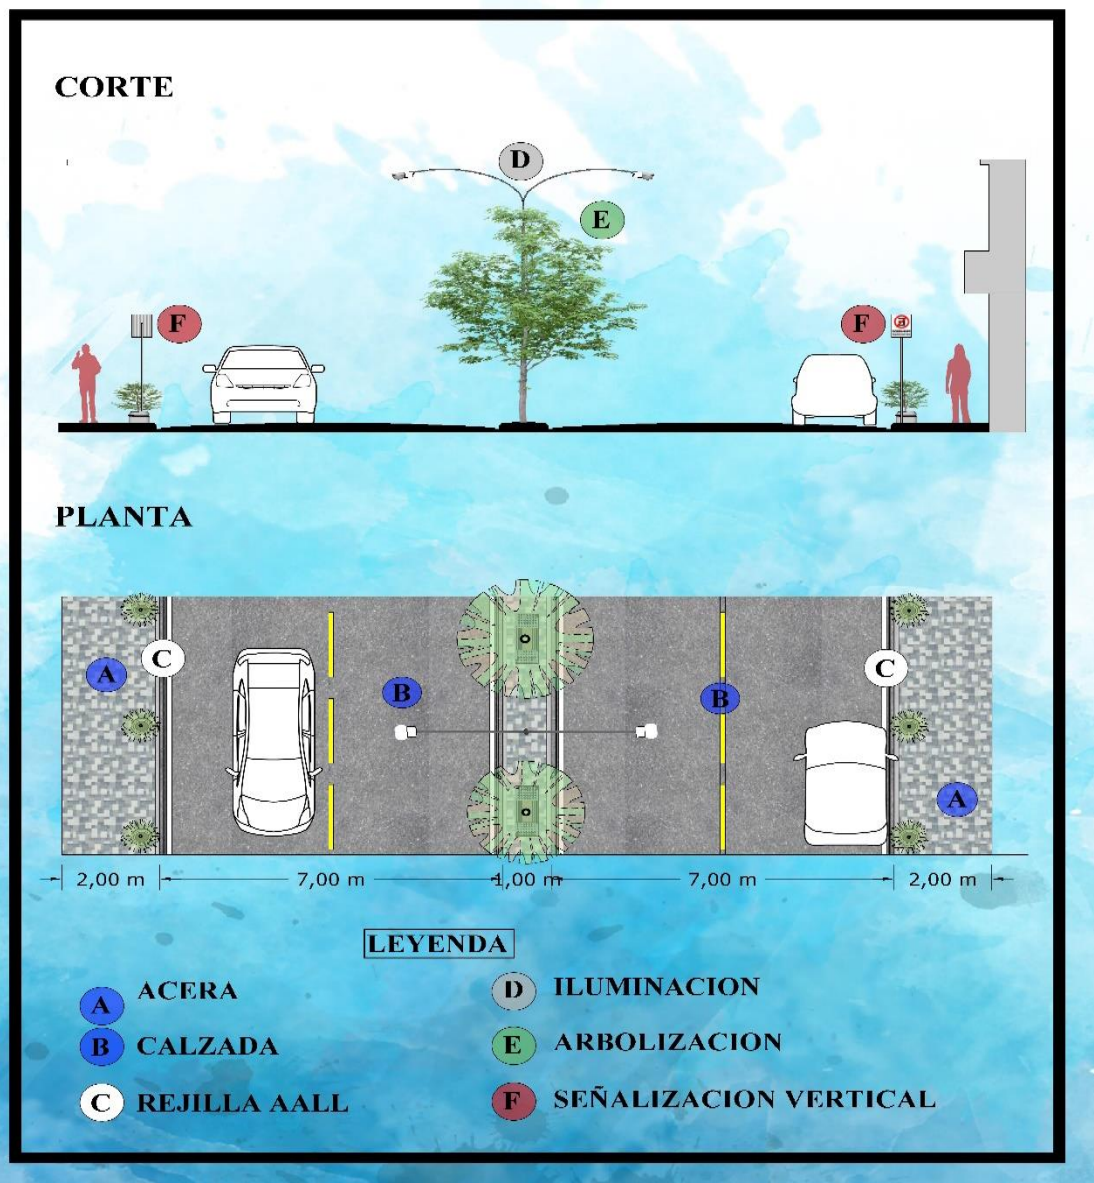 CORTE
D
E
F
F
PLANTA
A
C
B
B
C
A
2,00 m
7,00 m
1,00 m
7,00 m
2,00 m
LEYENDA
A ACERA
B CALZADA
C REJILLA AALL
D ILUMINACION
E ARBOLIZACION
F SEÑALIZACION VERTICAL